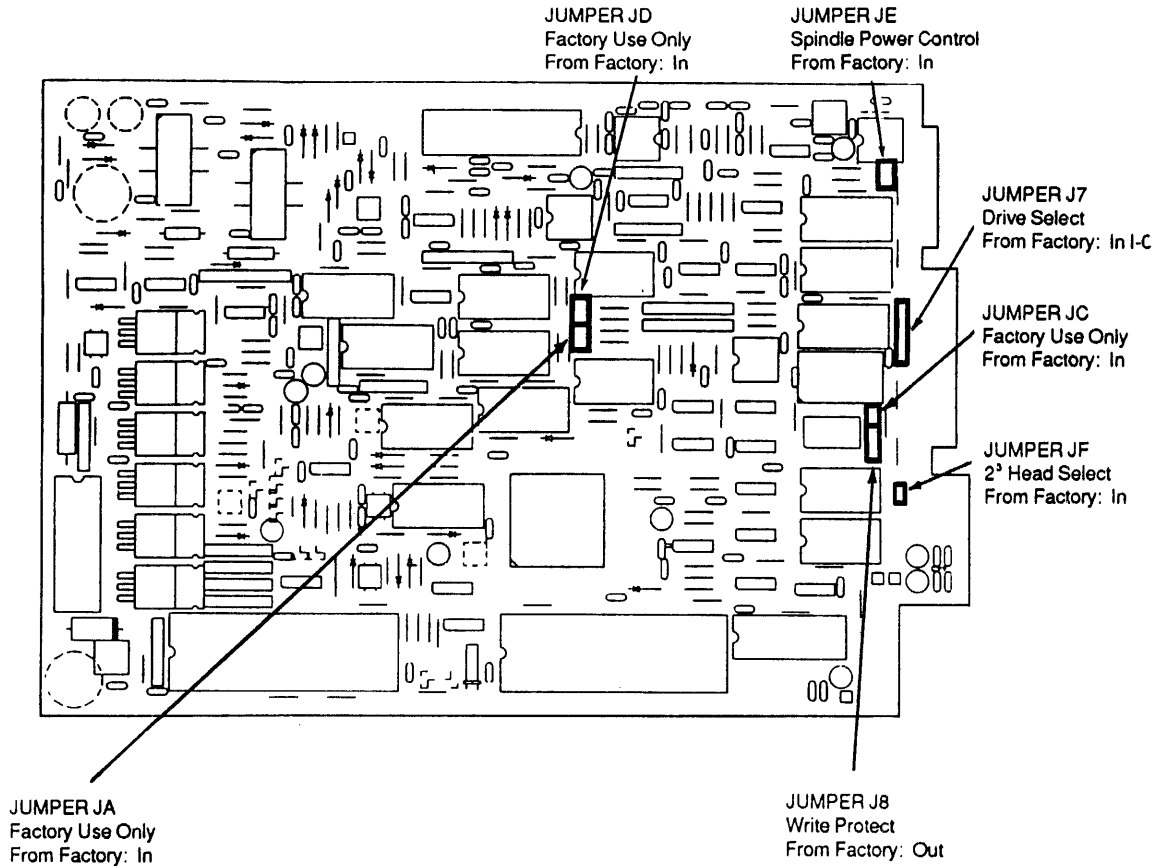 JUMPER JD
Factory Use Only
From Factory: In
JUMPER JE
Spindle Power Control
From Factory: In
JUMPER J7
Drive Select
From Factory: In I-C
JUMPER JC
Factory Use Only
From Factory: In
JUMPER JF
2³ Head Select
From Factory: In
JUMPER JA
Factory Use Only
From Factory: In
JUMPER J8
Write Protect
From Factory: Out